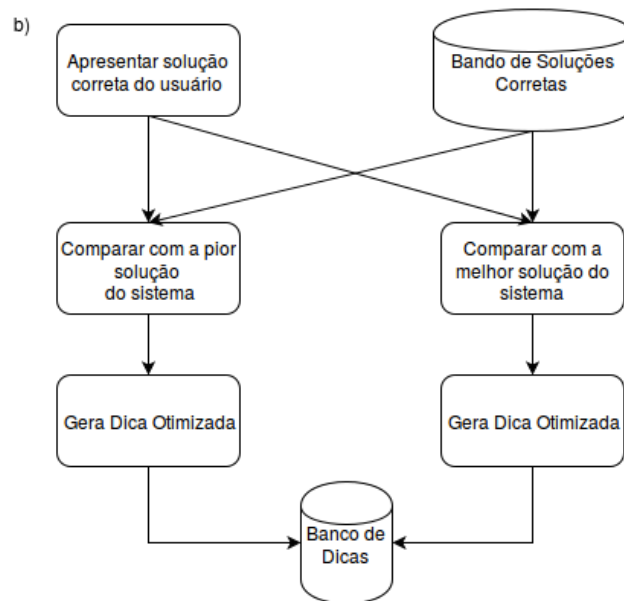 b)
Apresentar solução
correta do usuário
Bando de Soluções
Corretas
Comparar com a pior
solução
do sistema
Comparar com a
melhor solução do
sistema
Gera Dica Otimizada
Gera Dica Otimizada
Banco de
Dicas